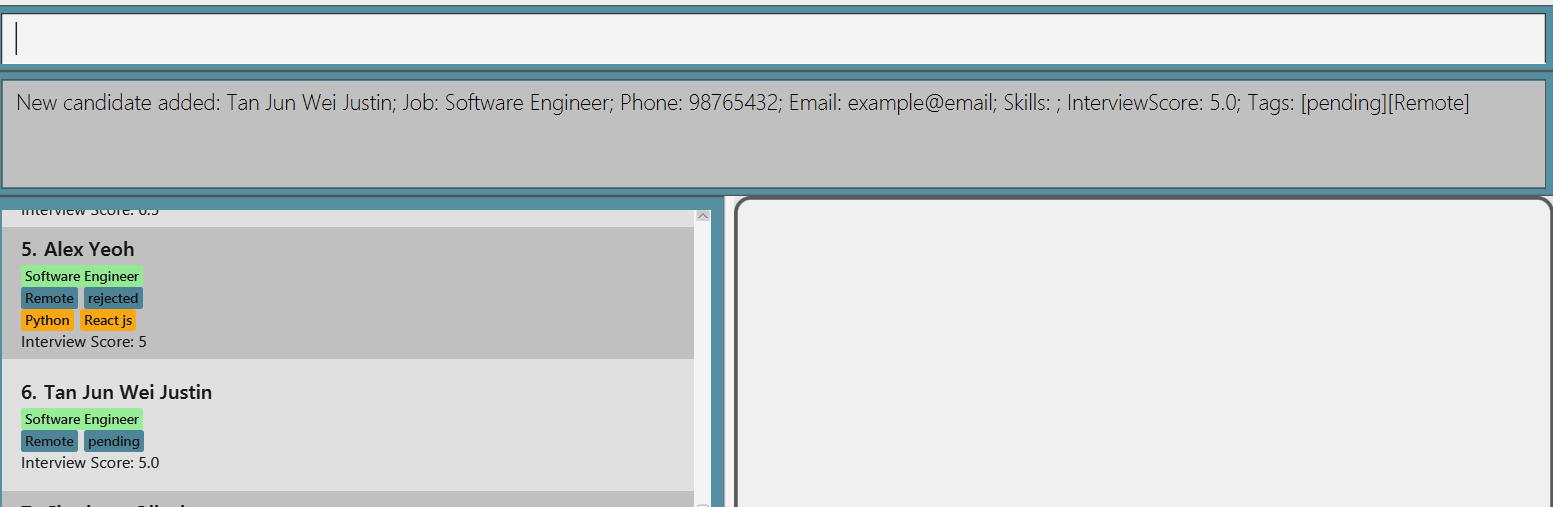 New candidate added: Tan Jun Wei Justin; Job: Software Engineer; Phone: 98765432; Email: example@email; Skills: ; InterviewScore: 5.0; Tags: [pending][Remote]
Interview Score: 6.5
5. Alex Yeoh
Software Engineer
Remote rejected
Python React js
Interview Score: 5
6. Tan Jun Wei Justin
Software Engineer
Remote pending
Interview Score: 5.0